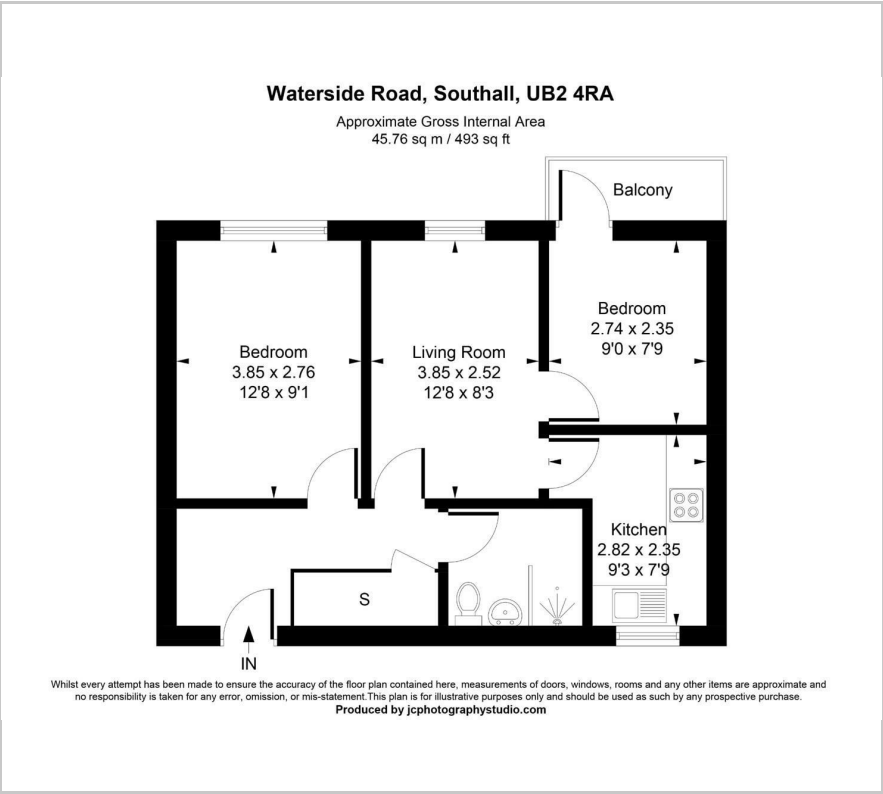 Waterside Road, Southall, UB2 4RA
Approximate Gross Internal Area
45.76 sq m / 493 sq ft
Balcony
Bedroom
3.85 x 2.76
12'8 x 9'1
Living Room
3.85 x 2.52
12'8 x 8'3
Bedroom
2.74 x 2.35
9'0 x 7'9
Kitchen
2.82 x 2.35
9'3 x 7'9
S
IN
Whilst every attempt has been made to ensure the accuracy of the floor plan contained here, measurements of doors, windows, rooms and any other items are approximate and
no responsibility is taken for any error, omission, or mis-statement.This plan is for illustrative purposes only and should be used as such by any prospective purchase.
Produced by jcphotographystudio.com